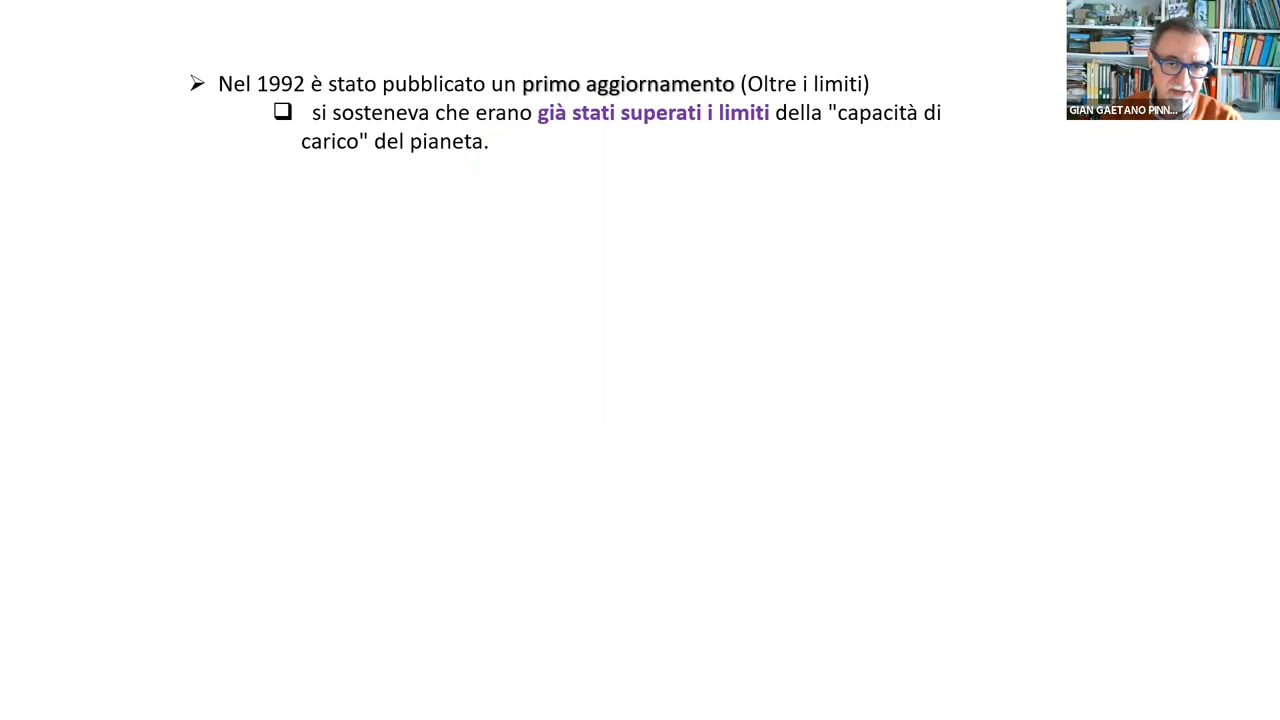 ➢ Nel 1992 è stato pubblicato un primo aggiornamento (Oltre i limiti)
❑ si sosteneva che erano già stati superati i limiti della "capacità di
carico" del pianeta.
GIAN GAETANO PINN...